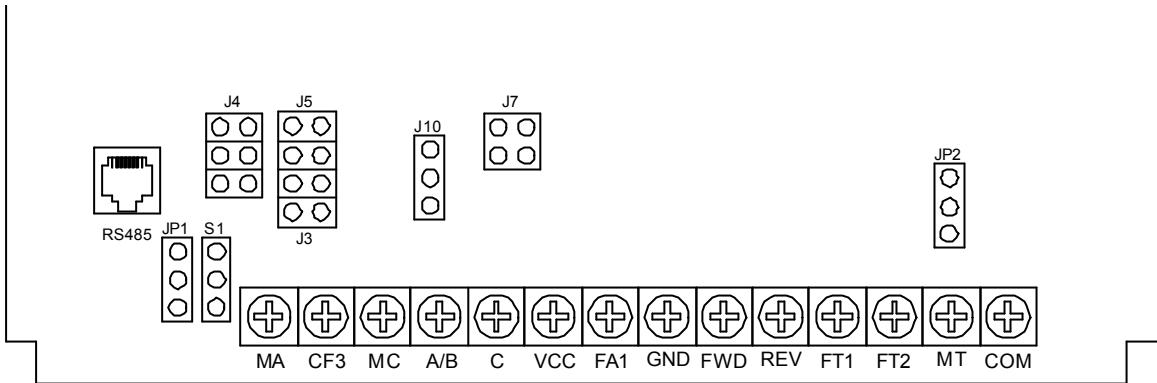 J4 J5
J10 J7
JP2
RS485 JP1 S1 J3
MA CF3 MC A/B C VCC FA1 GND FWD REV FT1 FT2 MT COM